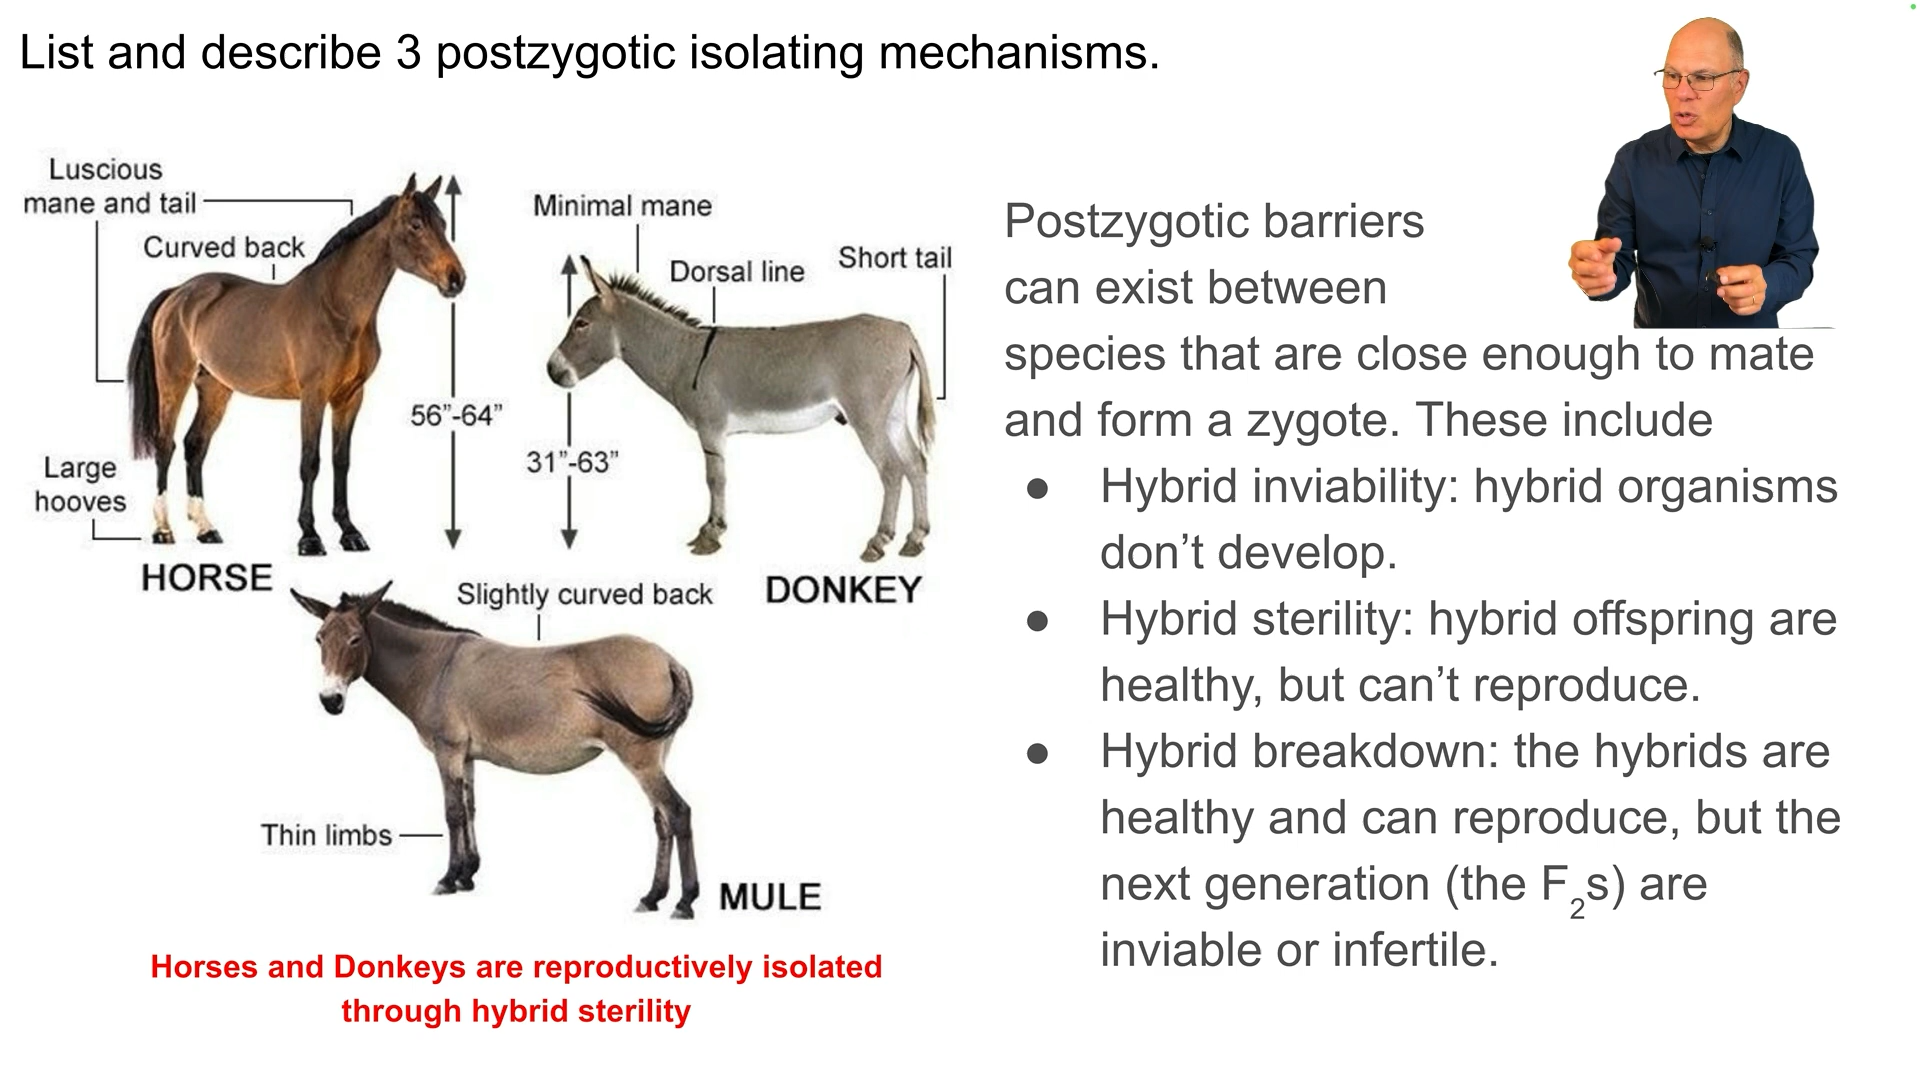 List and describe 3 postzygotic isolating mechanisms.
Luscious
mane and tail
Curved back
56”-64”
Large
hooves
HORSE
Minimal mane
Dorsal line
Short tail
31”-63”
DONKEY
Slightly curved back
Thin limbs
MULE
Horses and Donkeys are reproductively isolated
through hybrid sterility
Postzygotic barriers
can exist between
species that are close enough to mate
and form a zygote. These include
● Hybrid inviability: hybrid organisms
don’t develop.
● Hybrid sterility: hybrid offspring are
healthy, but can’t reproduce.
● Hybrid breakdown: the hybrids are
healthy and can reproduce, but the
next generation (the F₂s) are
inviable or infertile.